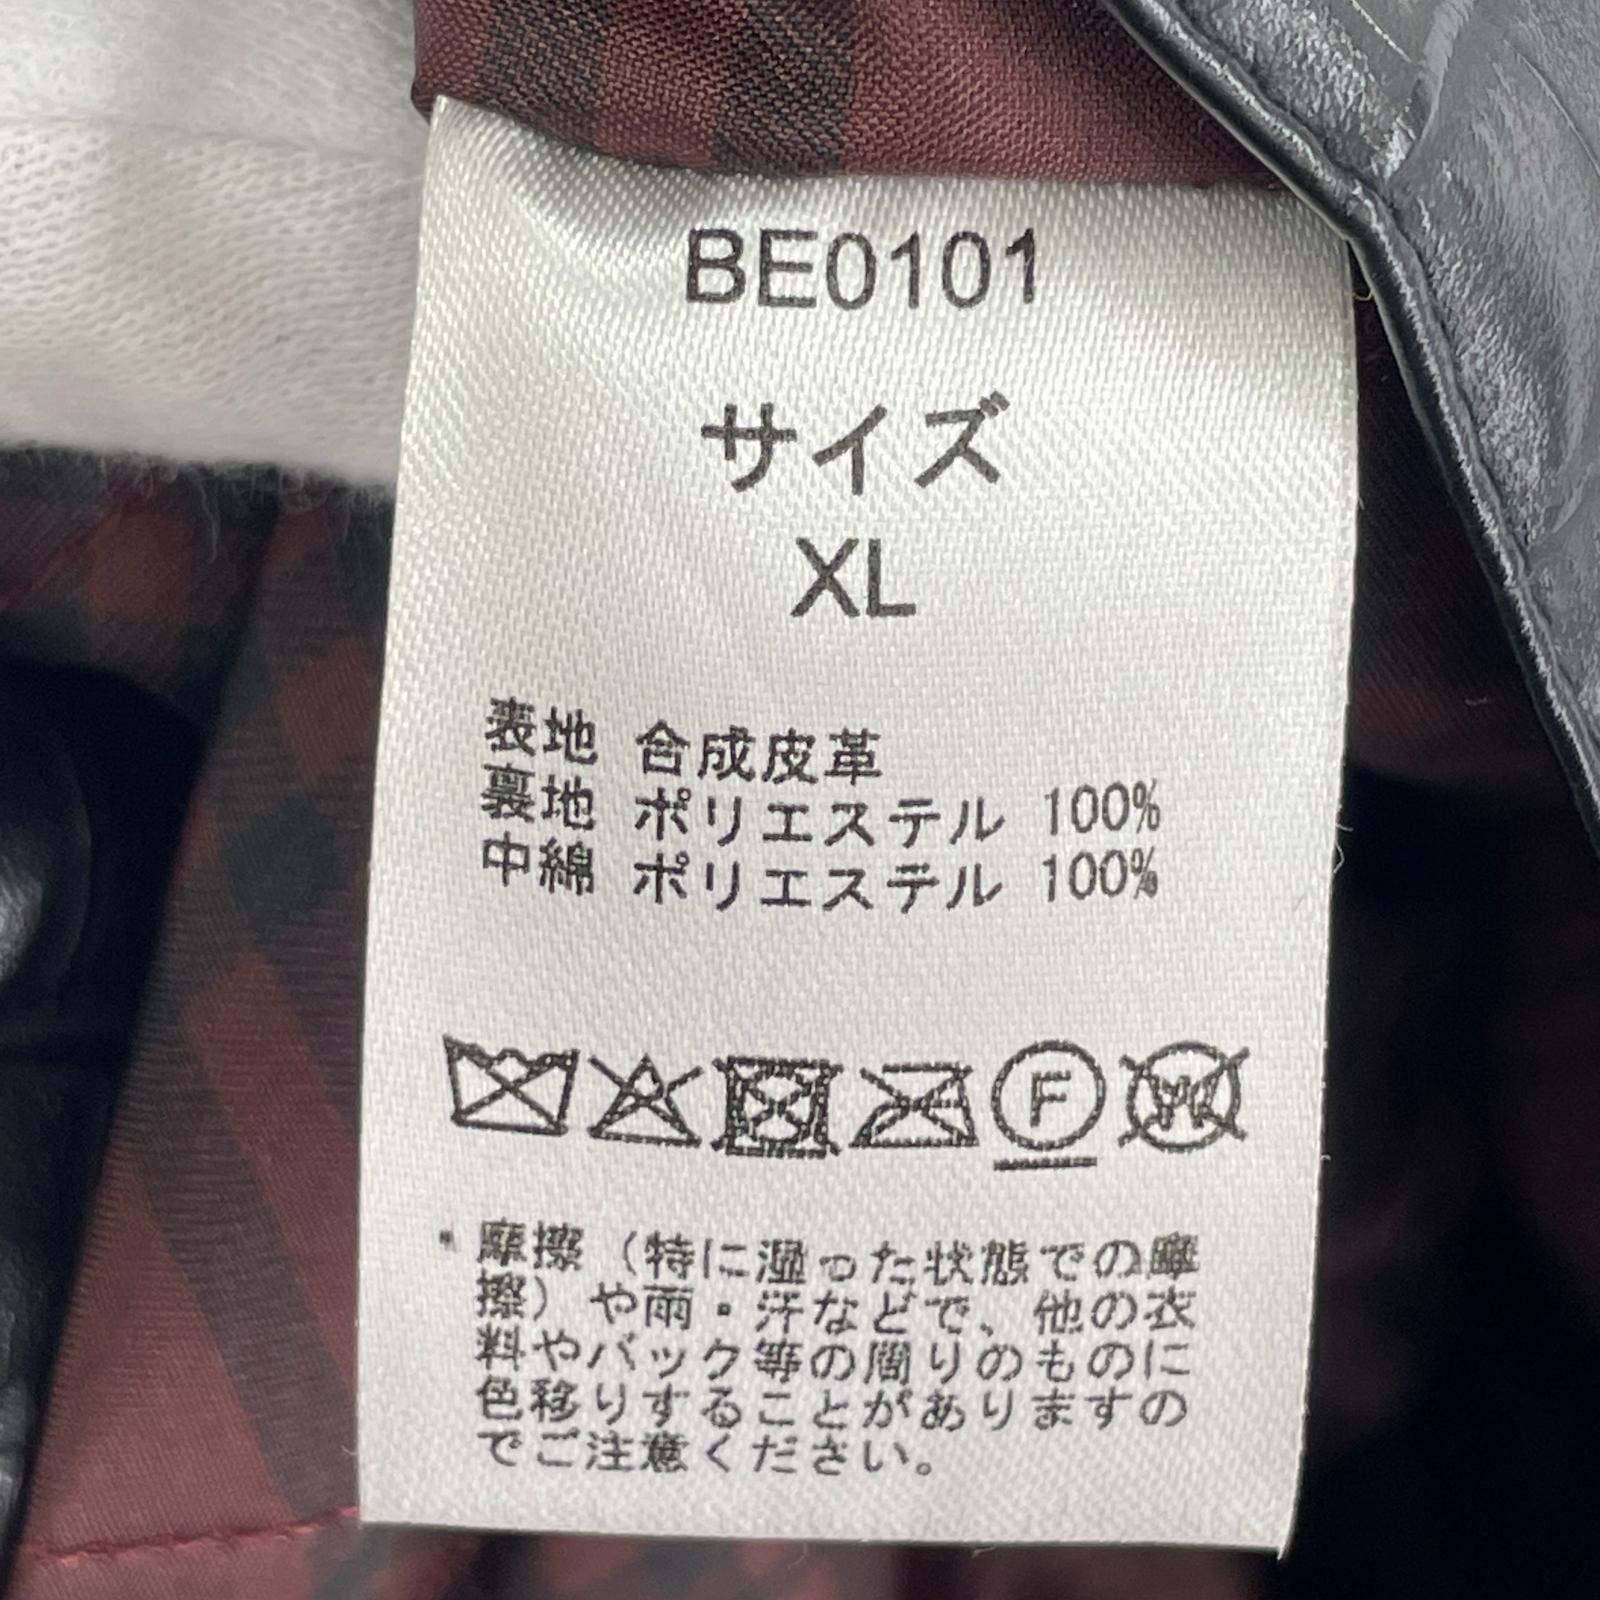 BE0101
サイズ
XL
表地 合成皮革
裏地 ポリエステル 100%
中綿 ポリエステル 100%
F
W
・摩擦（特に湿った状態での摩
擦）や雨・汗などで、他の衣
料やバック等の周りのものに
色移りすることがありますの
でご注意ください。